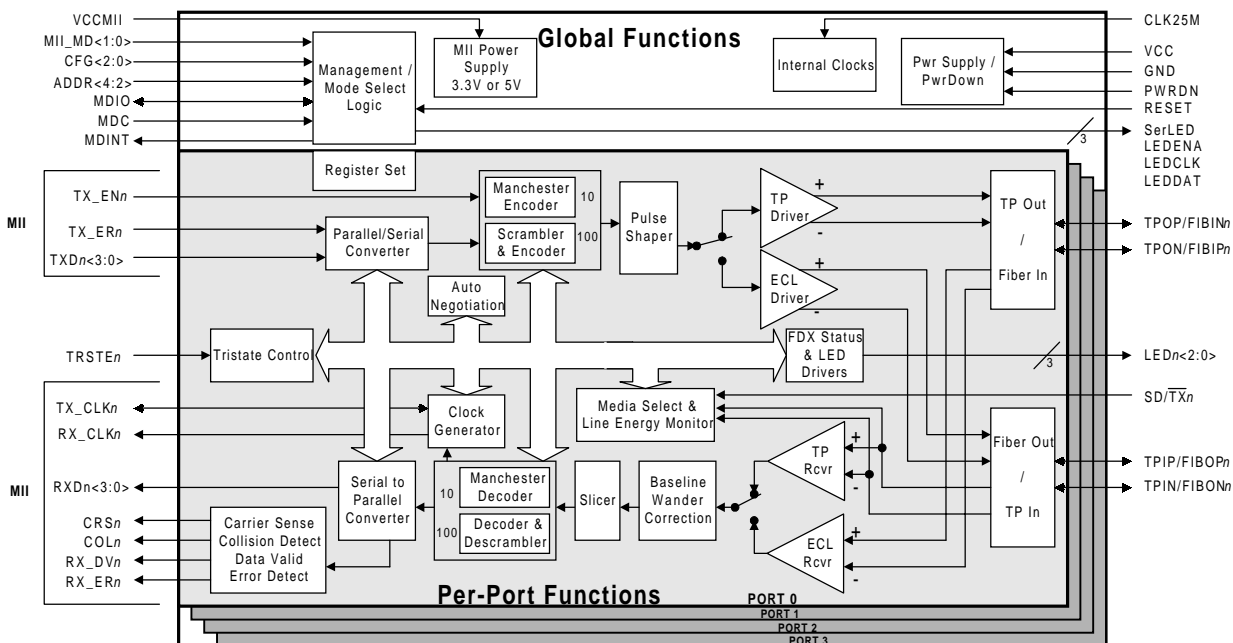 VCCMII
MII_MD<1:0>
CFG<2:0>
ADDR<4:2>
MDIO
MDC
MDINT
Global Functions
Management /
Mode Select
Logic
MII Power
Supply
3.3V or 5V
Internal Clocks
Pwr Supply /
PwrDown
CLK25M
VCC
GND
PWRDN
RESET
3
SerLED
LEDENA
LEDCLK
LEDDAT
Register Set
MII
TX_ENn
TX_ERn
TXDn<3:0>
Parallel/Serial
Converter
Manchester
Encoder
10
Scrambler
& Encoder
100
Pulse
Shaper
TP
Driver
+
-
ECL
Driver
+
-
TP Out
/
Fiber In
TPOP/FIBINn
TPON/FIBIPn
Auto
Negotiation
TRSTEn
Tristate Control
FDX Status
& LED
Drivers
3
LEDn<2:0>
MII
TX_CLKn
RX_CLKn
Clock
Generator
Media Select &
Line Energy Monitor
SD/TXn
RXDn<3:0>
Serial to
Parallel
Converter
10
Manchester
Decoder
100
Decoder &
Descrambler
Slicer
Baseline
Wander
Correction
TP
Rcvr
+
-
ECL
Rcvr
+
-
Fiber Out
/
TP In
TPIP/FIBOPn
TPIN/FIBONn
CRSn
COLn
RX_DVn
RX_ERn
Carrier Sense
Collision Detect
Data Valid
Error Detect
Per-Port Functions
PORT 0
PORT 1
PORT 2
PORT 3